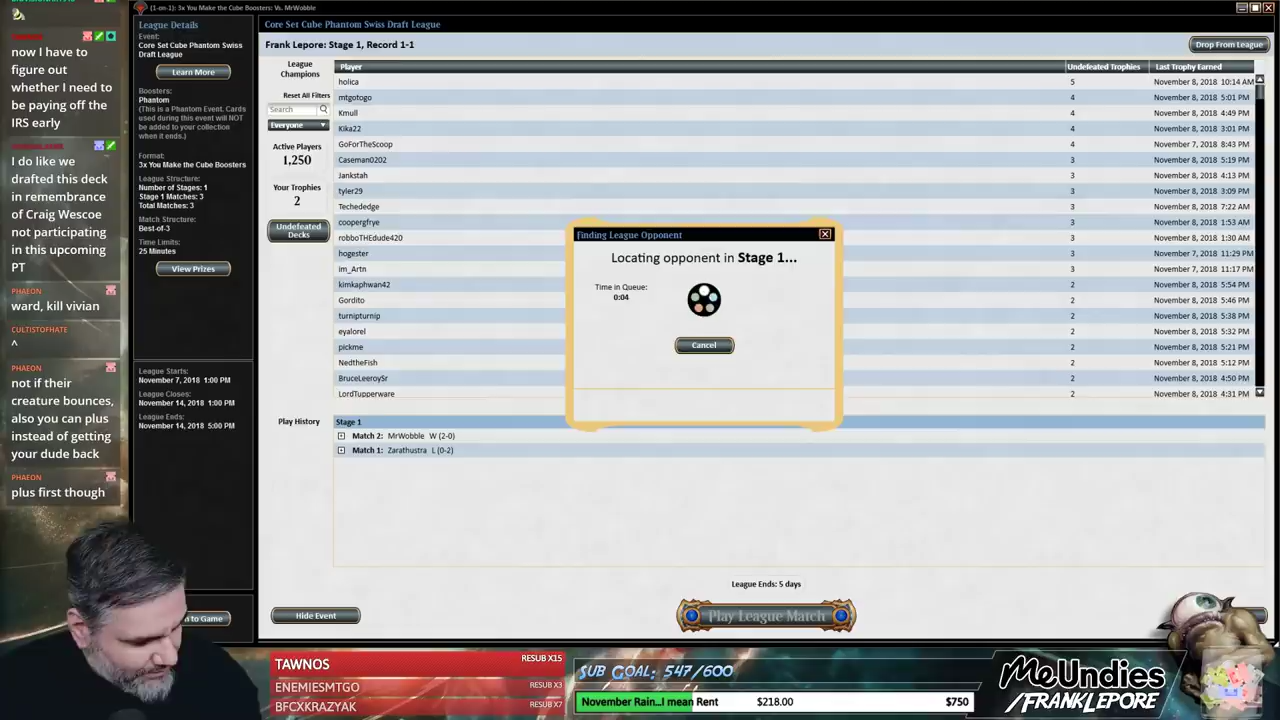 now I have to
figure out
whether I need to
be paying off the
IRS early
I do like we
drafted this deck
in remembrance
of Craig Wescoe
not participating
in this upcoming
PT
PHAEON
ward, kill vivian
CULTISTOFHATE
^
PHAEON
not if their
creature bounces,
also you can plus
instead of getting
your dude back
PHAEON
plus first though
(1-on-1): 3x You Make the Cube Boosters: Vs. MrWobble
League Details
Event:
Core Set Cube Phantom Swiss
Draft League
Learn More
Boosters:
Phantom
(This is a Phantom Event. Cards
used during this event will NOT
be added to your collection
when it ends.)
Format:
3x You Make the Cube Boosters
League Structure:
Number of Stages: 1
Stage 1 Matches: 3
Total Matches: 3
Match Structure:
Best-of-3
Time Limits:
25 Minutes
View Prizes
League Starts:
November 7, 2018 1:00 PM
League Closes:
November 14, 2018 1:00 PM
League Ends:
November 14, 2018 5:00 PM
n to Game
Core Set Cube Phantom Swiss Draft League
Frank Lepore: Stage 1, Record 1-1
Drop From League
League
Champions
Reset All Filters
Search
Everyone
Active Players
1,250
Your Trophies
2
Undefeated
Decks
Player Undefeated Trophies Last Trophy Earned
holica 5 November 8, 2018 10:14 AM
mtgotogo 4 November 8, 2018 5:01 PM
Kmull 4 November 8, 2018 4:49 PM
Kika22 4 November 8, 2018 3:01 PM
GoForTheScoop 4 November 7, 2018 8:43 PM
Caseman0202 3 November 8, 2018 5:19 PM
Jankstah 3 November 8, 2018 4:13 PM
tyler29 3 November 8, 2018 3:09 PM
Techededge 3 November 8, 2018 7:22 AM
coopergfrye 3 November 8, 2018 1:53 AM
robboTHEdude420 3 November 8, 2018 1:30 AM
hogester 3 November 7, 2018 11:29 PM
im_Artn 3 November 7, 2018 11:17 PM
kimkaphwan42 2 November 8, 2018 5:54 PM
Gordito 2 November 8, 2018 5:46 PM
turnipturnip 2 November 8, 2018 5:38 PM
eyalorel 2 November 8, 2018 5:32 PM
pickme 2 November 8, 2018 5:21 PM
NedtheFish 2 November 8, 2018 5:12 PM
BruceLeeroySr 2 November 8, 2018 4:50 PM
LordTupperware 2 November 8, 2018 4:31 PM
Finding League Opponent
Locating opponent in Stage 1...
Time in Queue:
0:04
Cancel
Play History
Stage 1
Match 2: MrWobble W (2-0)
Match 1: Zarathustra L (0-2)
League Ends: 5 days
Hide Event
Play League Match
TAWNOS RESUB X15
ENEMIESMTGO RESUB X3
BFCXKRAZYAK RESUB X7
SUB GOAL: 547/600
November Rain...I mean Rent $218.00 $750
MeUndies
/FRANKLEPORE